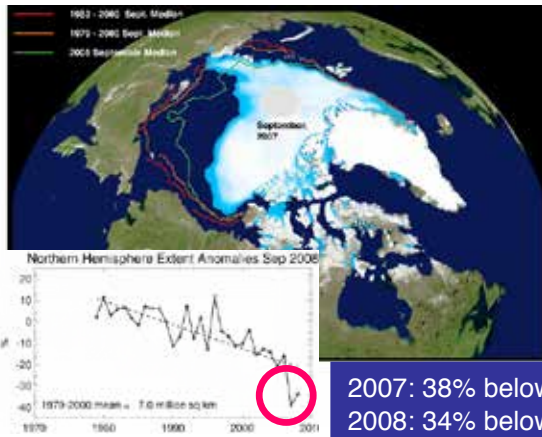 Sept. Median
1979 - 2000 Sept. Median
2005 September Median
September
2007
Northern Hemisphere Extent Anomalies Sep 2008
20
10
0
-10
-20
-30
-40
%
1979-2000 mean = 7.0 million sq km
1970
1980
1990
2000
2007: 38% below
2008: 34% below